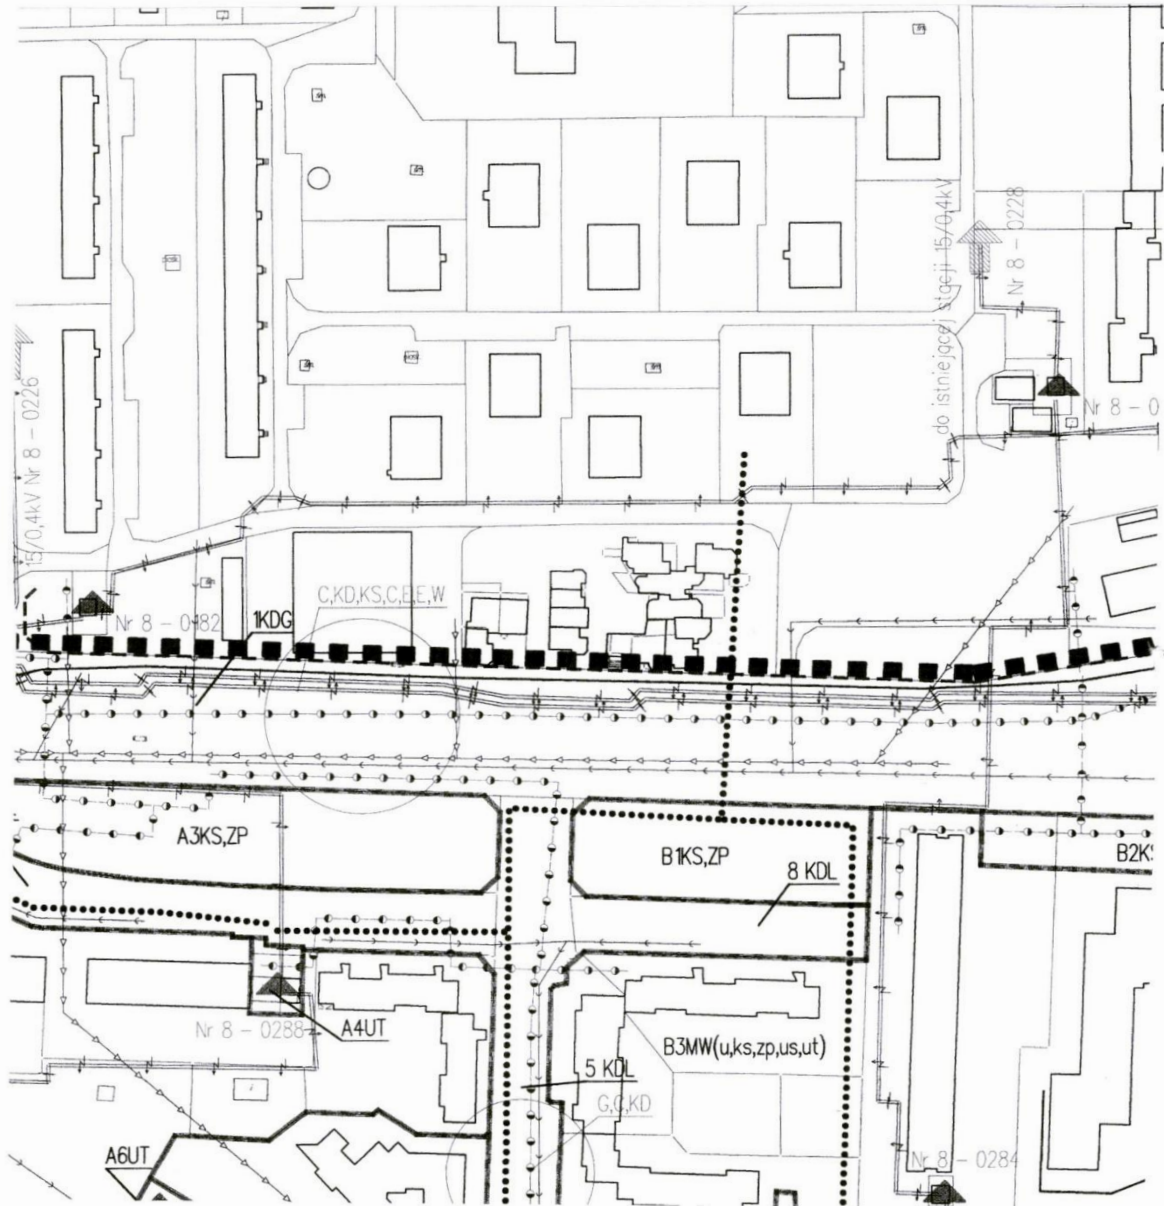 do istniejącej stacji 15/0,4kV
Nr 8 - 0228
15/0,4kV Nr 8 - 0226
Nr 8 - 0
C,KD,KS,C,E,E,W
1KDG
Nr 8 - 0482
A3KS,ZP
B1KS,ZP
B2K
8 KDL
Nr 8 - 0288
A4UT
B3MW(u,ks,zp,us,ut)
5 KDL
G,C,KD
A6UT
Nr 8 - 0284